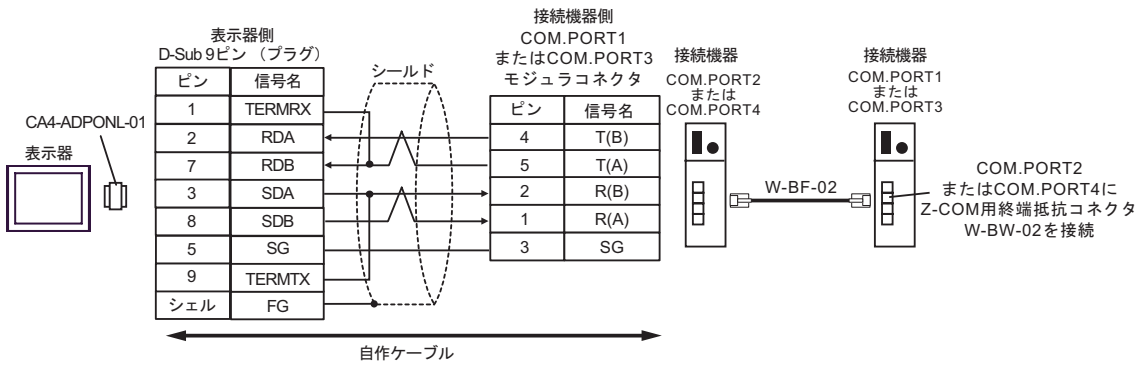 表示器側
D-Sub 9ピン （プラグ）
ピン 信号名
1 TERMRX
2 RDA
7 RDB
3 SDA
8 SDB
5 SG
9 TERMTX
シェル FG
CA4-ADPONL-01
表示器
シールド
接続機器側
COM.PORT1
またはCOM.PORT3
モジュラコネクタ
ピン 信号名
4 T(B)
5 T(A)
2 R(B)
1 R(A)
3 SG
自作ケーブル
接続機器
COM.PORT2
または
COM.PORT4
W-BF-02
接続機器
COM.PORT1
または
COM.PORT3
COM.PORT2
またはCOM.PORT4に
Z-COM用終端抵抗コネクタ
W-BW-02を接続